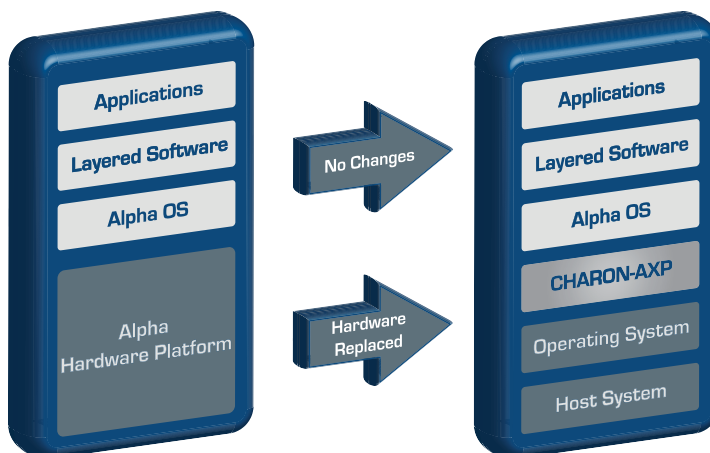 Applications
Layered Software
Alpha OS
Alpha
Hardware Platform
No Changes
Hardware
Replaced
Applications
Layered Software
Alpha OS
CHARON-AXP
Operating System
Host System